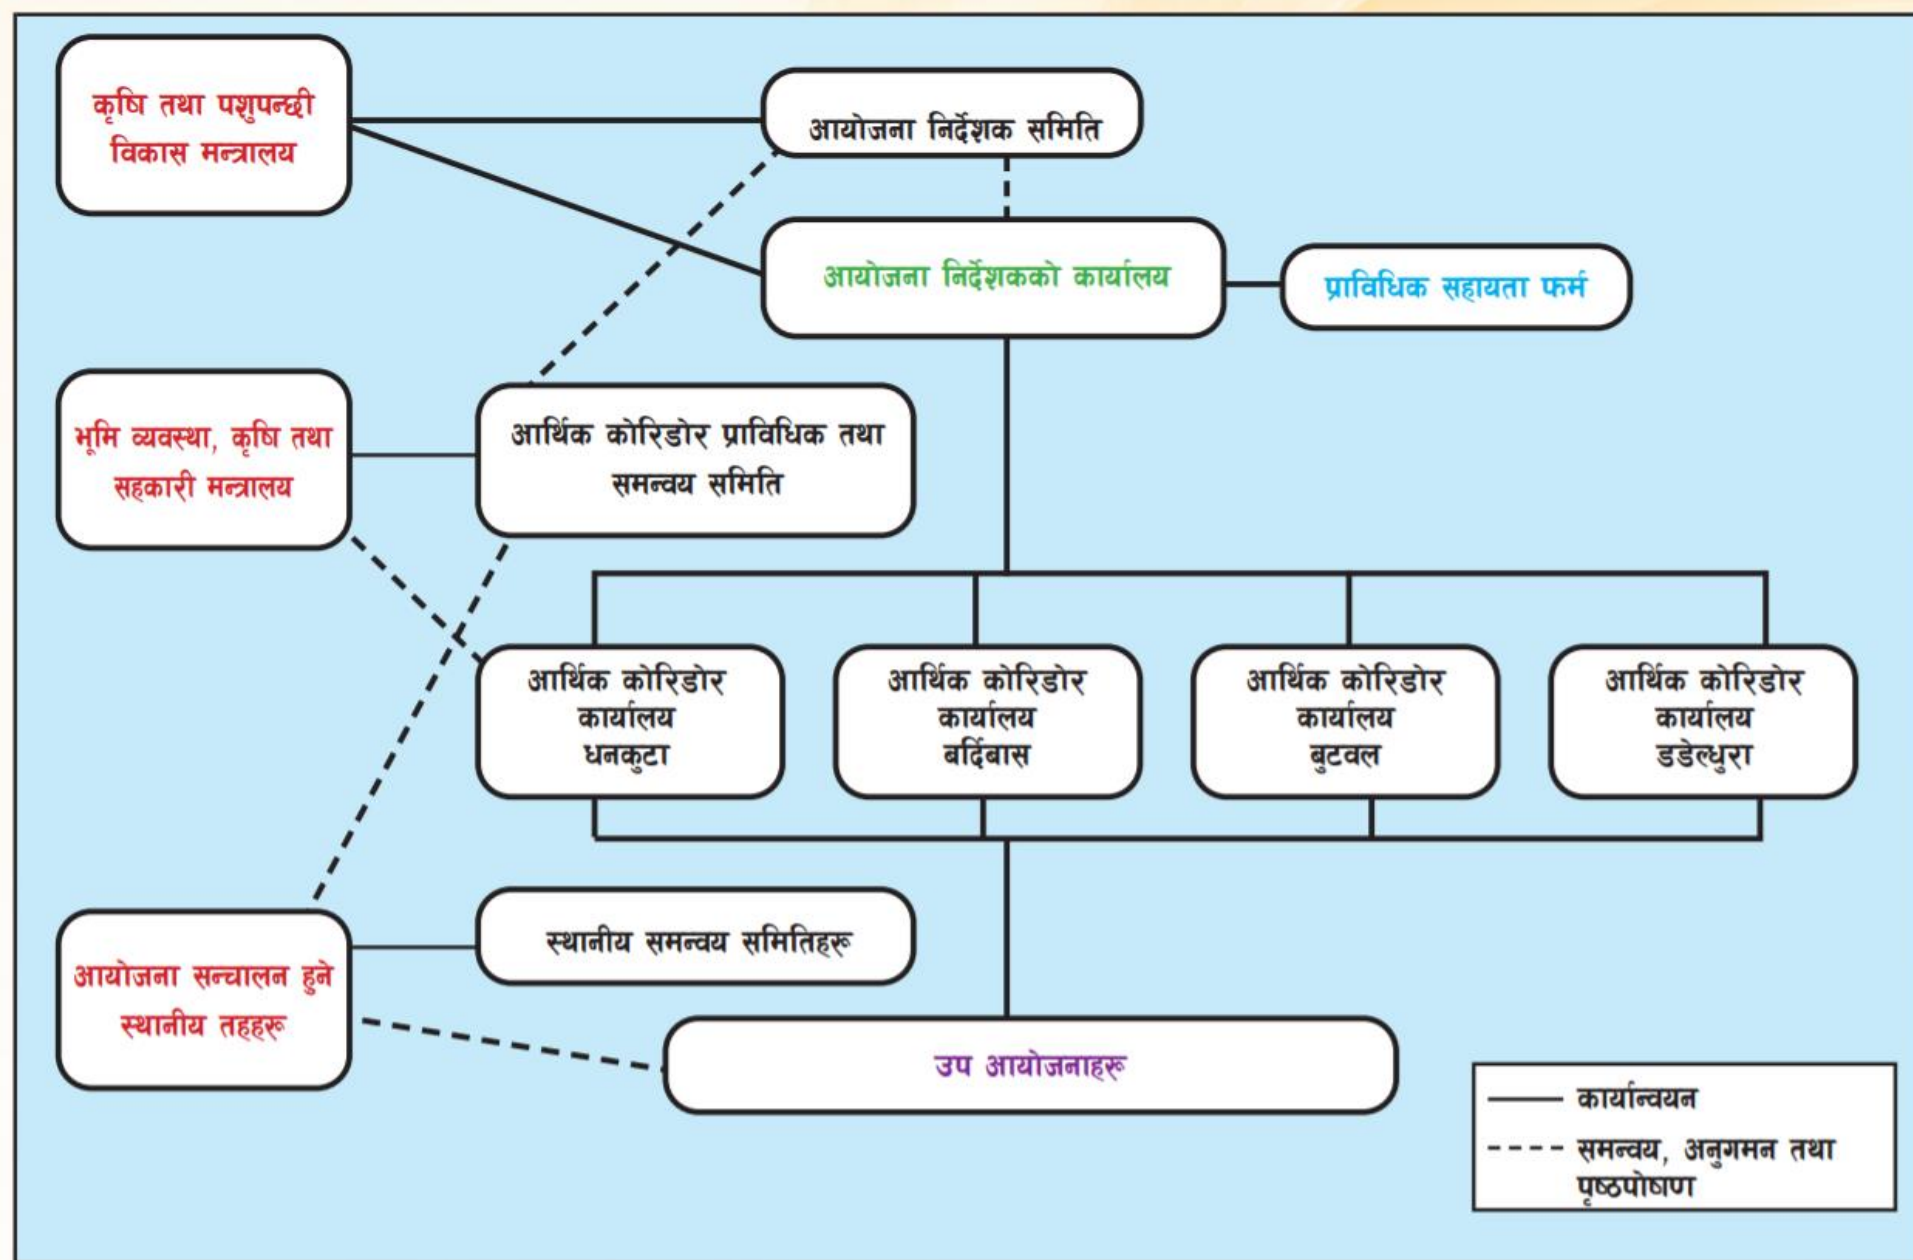 कृषि तथा पशुपन्छी
विकास मन्त्रालय
आयोजना निर्देशक समिति
आयोजना निर्देशकको कार्यालय
प्राविधिक सहायता फर्म
भूमि व्यवस्था, कृषि तथा
सहकारी मन्त्रालय
आर्थिक कोरिडोर प्राविधिक तथा
समन्वय समिति
आर्थिक कोरिडोर
कार्यालय
धनकुटा
आर्थिक कोरिडोर
कार्यालय
बर्दिबास
आर्थिक कोरिडोर
कार्यालय
बुटवल
आर्थिक कोरिडोर
कार्यालय
डडेल्धुरा
आयोजना सन्चालन हुने
स्थानीय तहहरू
स्थानीय समन्वय समितिहरू
उप आयोजनाहरू
कार्यान्वयन
समन्वय, अनुगमन तथा
पृष्ठपोषाण